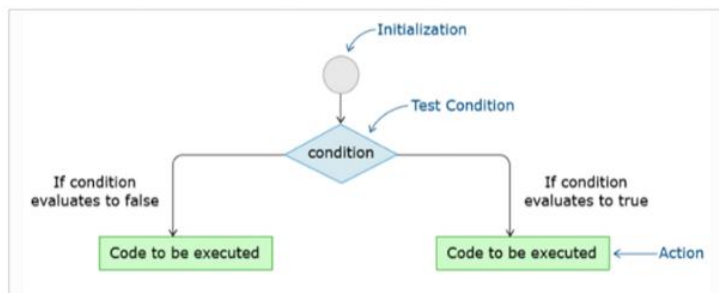 Initialization
Test Condition
condition
If condition
evaluates to false
If condition
evaluates to true
Code to be executed
Code to be executed
Action